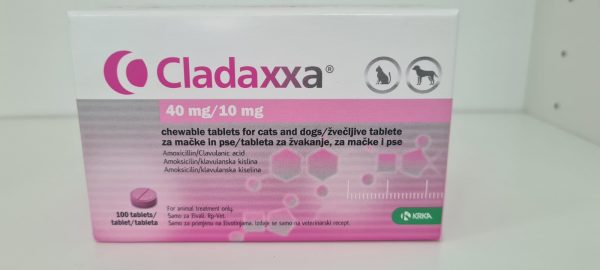 Cladaxxa®
40 mg/10 mg
chewable tablets for cats and dogs/žvečljive tablete
za mačke in pse/tableta za žvakanje, za mačke i pse
Amoxicillin/Clavulanic acid
Amoksicilin/klavulanska kislina
Amoksicilin/klavulanska kiselina
100 tablets/
tablet/tableta
For animal treatment only.
Samo za živali. Rp-Vet.
Samo za primjenu na životinjama. Izdaje se samo na veterinarski recept.
KRKA